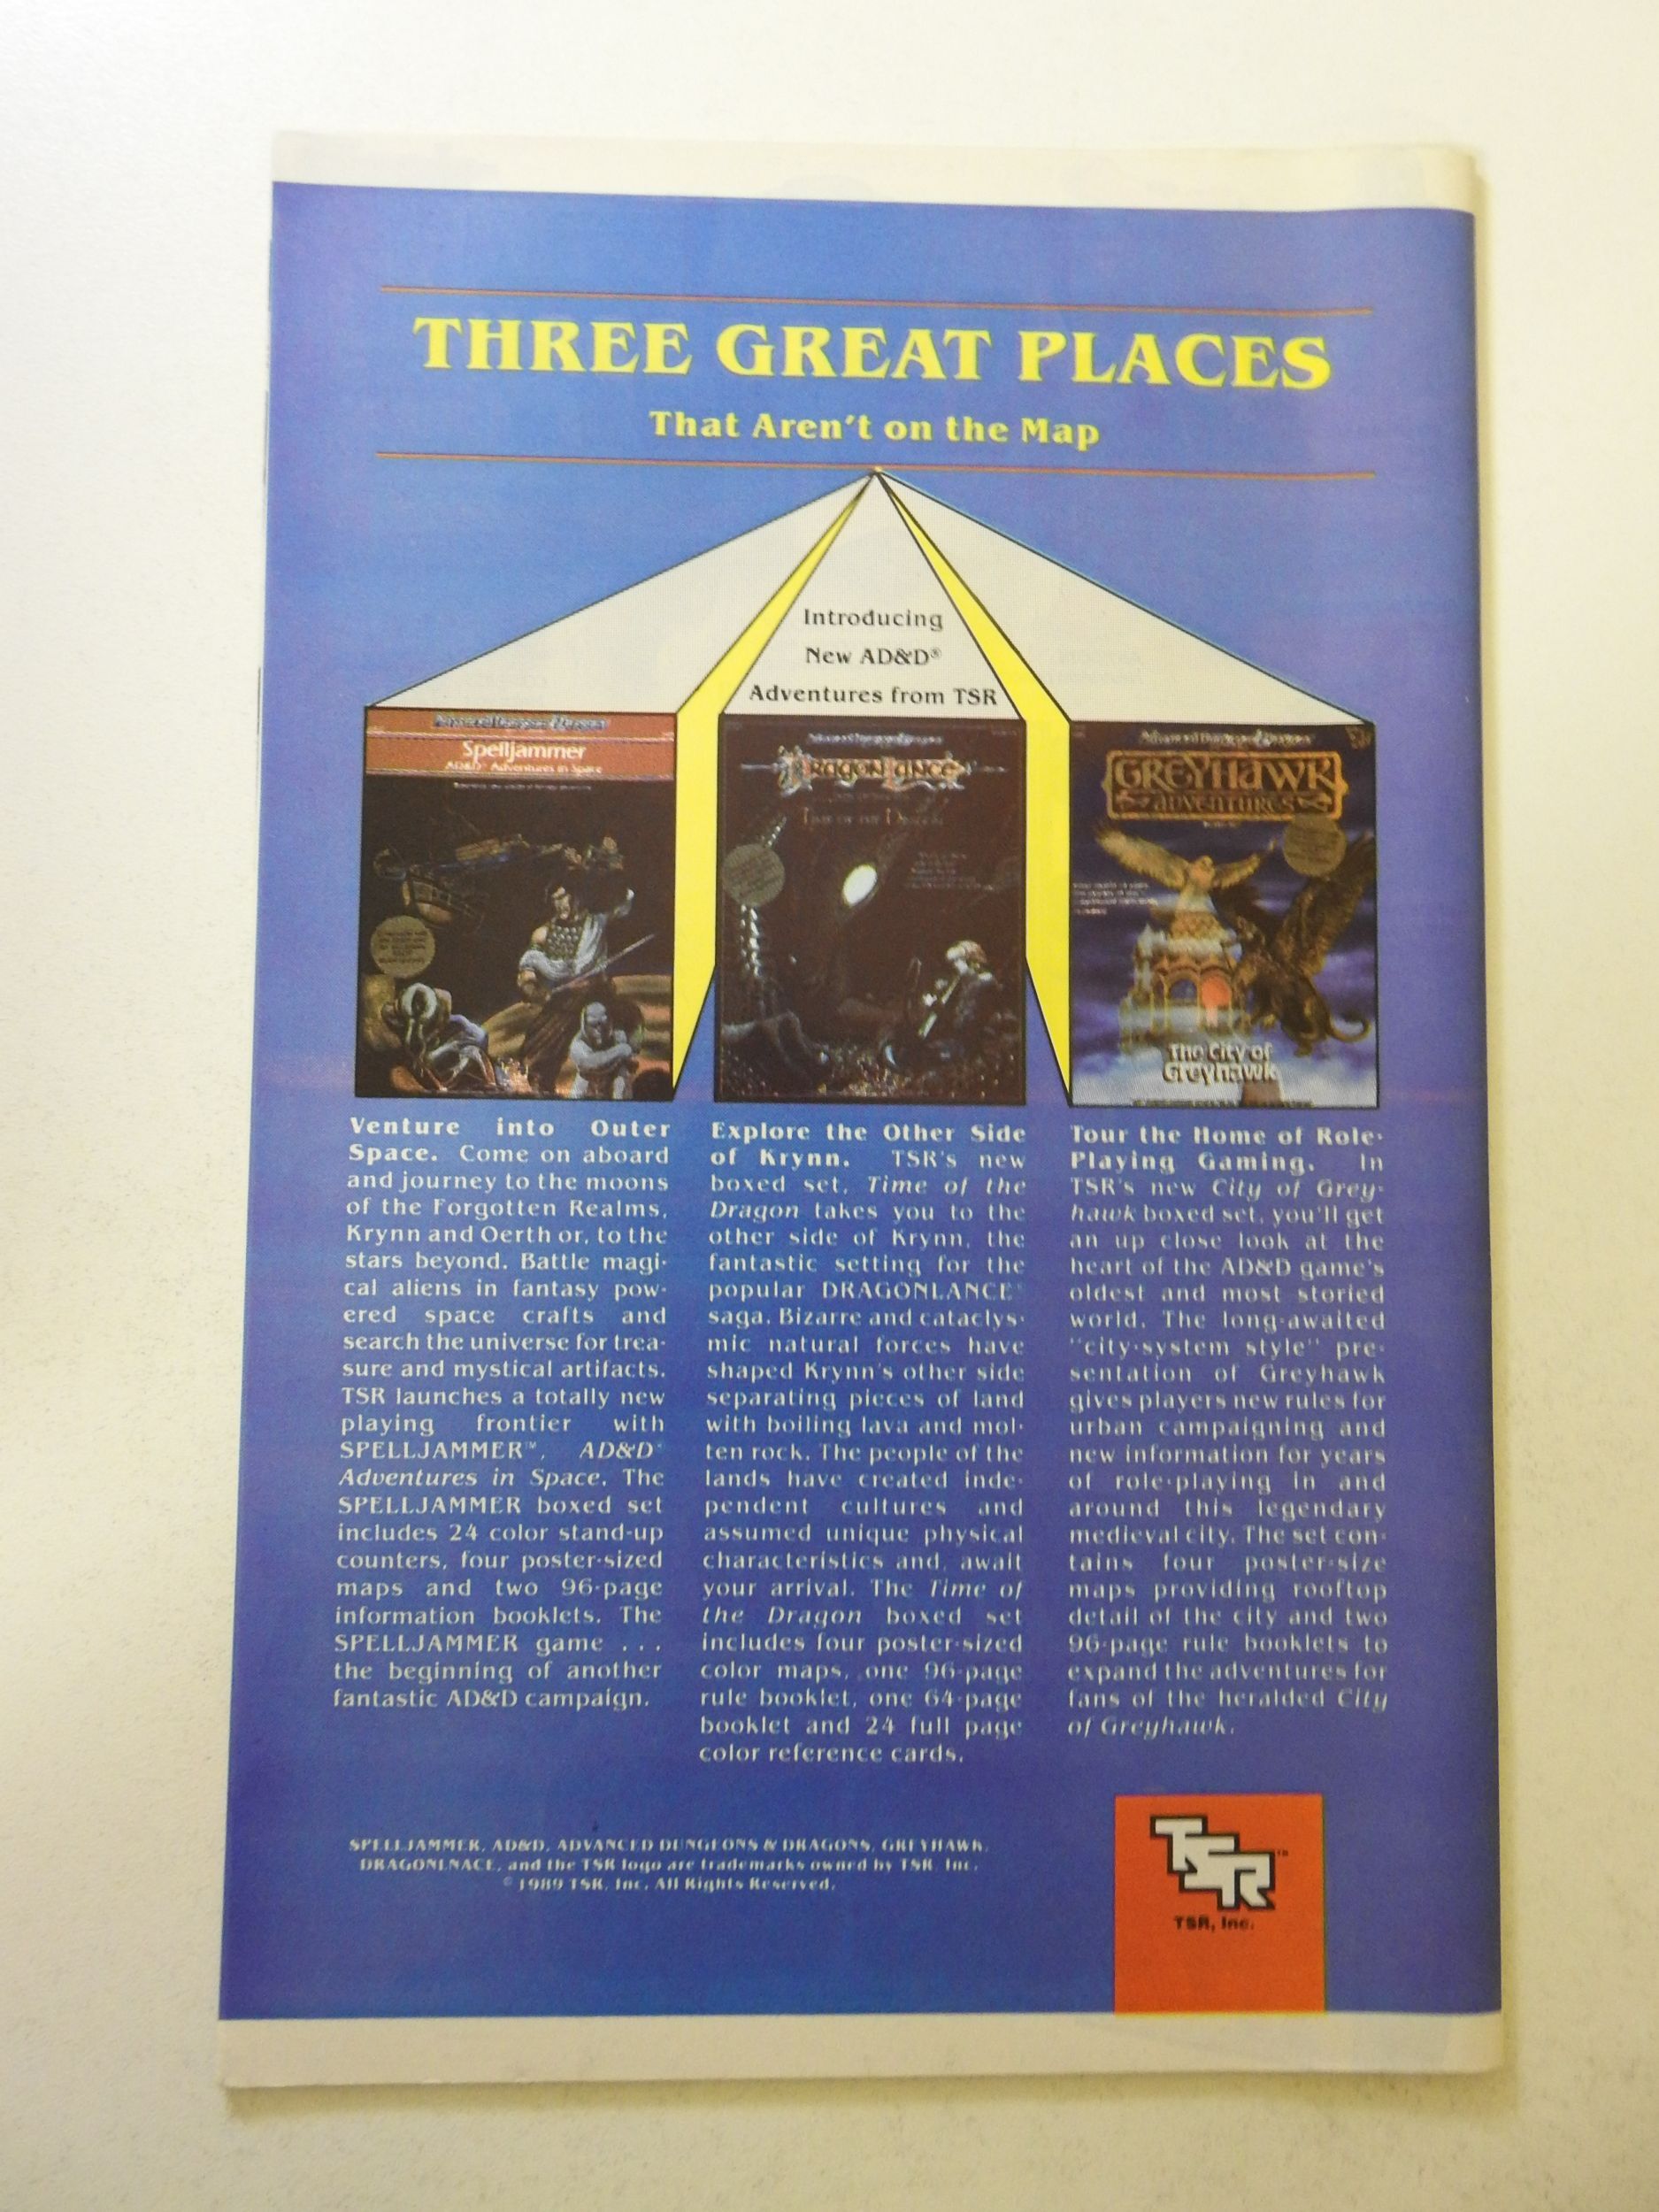 THREE GREAT PLACES
That Aren't on the Map
Introducing
New AD&D®
Adventures from TSR
Advanced Dungeons & Dragons
Spelljammer
AD&D® Adventures in Space
Advanced Dungeons & Dragons
DRAGONLANCE
Time of the Dragon
Advanced Dungeons & Dragons
GREYHAWK
ADVENTURES
The City of
Greyhawk
Venture into Outer
Space. Come on aboard
and journey to the moons
of the Forgotten Realms,
Krynn and Oerth or, to the
stars beyond. Battle magi-
cal aliens in fantasy pow-
ered space crafts and
search the universe for trea-
sure and mystical artifacts.
TSR launches a totally new
playing frontier with
SPELLJAMMER™, AD&D®
Adventures in Space. The
SPELLJAMMER boxed set
includes 24 color stand-up
counters, four poster-sized
maps and two 96-page
information booklets. The
SPELLJAMMER game ...
the beginning of another
fantastic AD&D campaign.
Explore the Other Side
of Krynn. TSR's new
boxed set, Time of the
Dragon takes you to the
other side of Krynn, the
fantastic setting for the
popular DRAGONLANCE®
saga. Bizarre and cataclys-
mic natural forces have
shaped Krynn's other side
separating pieces of land
with boiling lava and mol-
ten rock. The people of the
lands have created inde-
pendent cultures and
assumed unique physical
characteristics and, await
your arrival. The Time of
the Dragon boxed set
includes four poster-sized
color maps, one 96-page
rule booklet, one 64-page
booklet and 24 full page
color reference cards.
Tour the Home of Role-
Playing Gaming. In
TSR's new City of Grey-
hawk boxed set, you'll get
an up close look at the
heart of the AD&D game's
oldest and most storied
world. The long-awaited
"city-system style" pre-
sentation of Greyhawk
gives players new rules for
urban campaigning and
new information for years
of role-playing in and
around this legendary
medieval city. The set con-
tains four poster-size
maps providing rooftop
detail of the city and two
96-page rule booklets to
expand the adventures for
fans of the heralded City
of Greyhawk.
SPELLJAMMER, AD&D, ADVANCED DUNGEONS & DRAGONS, GREYHAWK,
DRAGONLNACE, and the TSR logo are trademarks owned by TSR, Inc.
©1989 TSR, Inc. All Rights Reserved.
TSR™
TSR, Inc.